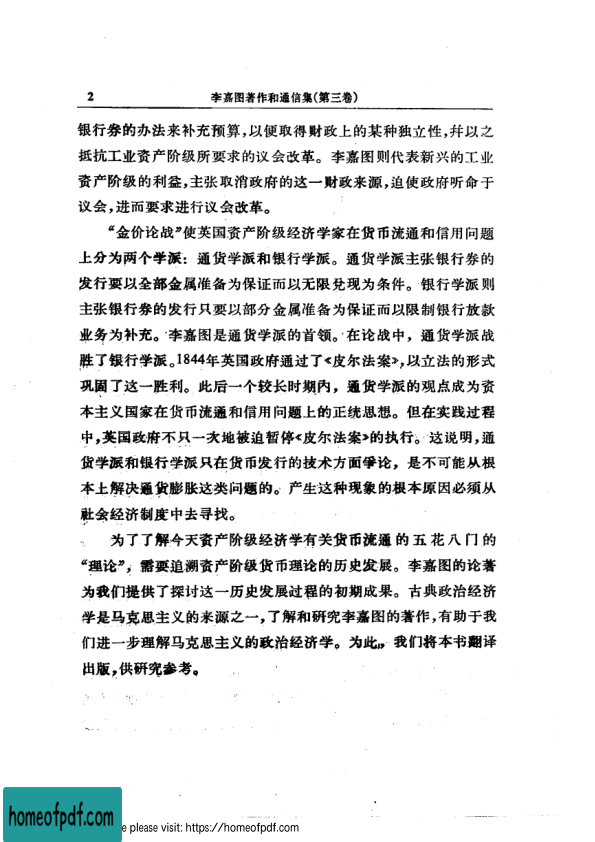 2 李嘉图著作和通信集(第三卷)
银行券的办法来补充预算,以便取得财政上的某种独立性,幷以之
抵抗工业资产阶级所要求的议会改革。李嘉图则代表新兴的工业
资产阶级的利益,主张取消政府的这一财政来源,迫使政府听命于
议会,进而要求进行议会改革。
“金价论战”使英国资产阶级经济学家在货币流通和信用问题
上分为两个学派:通货学派和银行学派。通货学派主张银行券的
发行要以全部金属准备为保证而以无限兑现为条件。银行学派则
主张银行券的发行只要以部分金属准备为保证而以限制银行放款
业务为补充。李嘉图是通货学派的首领。在论战中,通货学派战
胜了银行学派。1844年英国政府通过了《皮尔法案》,以立法的形式
巩固了这一胜利。此后一个较长时期内,通货学派的观点成为资
本主义国家在货币流通和信用问题上的正统思想。但在实践过程
中,英国政府不只一次地被迫暂停《皮尔法案》的执行。这说明,通
货学派和银行学派只在货币发行的技术方面争论,是不可能从根
本上解决通货膨胀这类问题的。产生这种现象的根本原因必须从
社会经济制度中去寻找。
为了了解今天资产阶级经济学有关货币流通的五花八门的
“理论”,需要追溯资产阶级货币理论的历史发展。李嘉图的论著
为我们提供了探讨这一历史发展过程的初期成果。古典政治经济
学是马克思主义的来源之一,了解和研究李嘉图的著作,有助于我
们进一步理解马克思主义的政治经济学。为此,我们将本书翻译
出版,供研究参考。
homeofpdf.com
please visit: https://homeofpdf.com